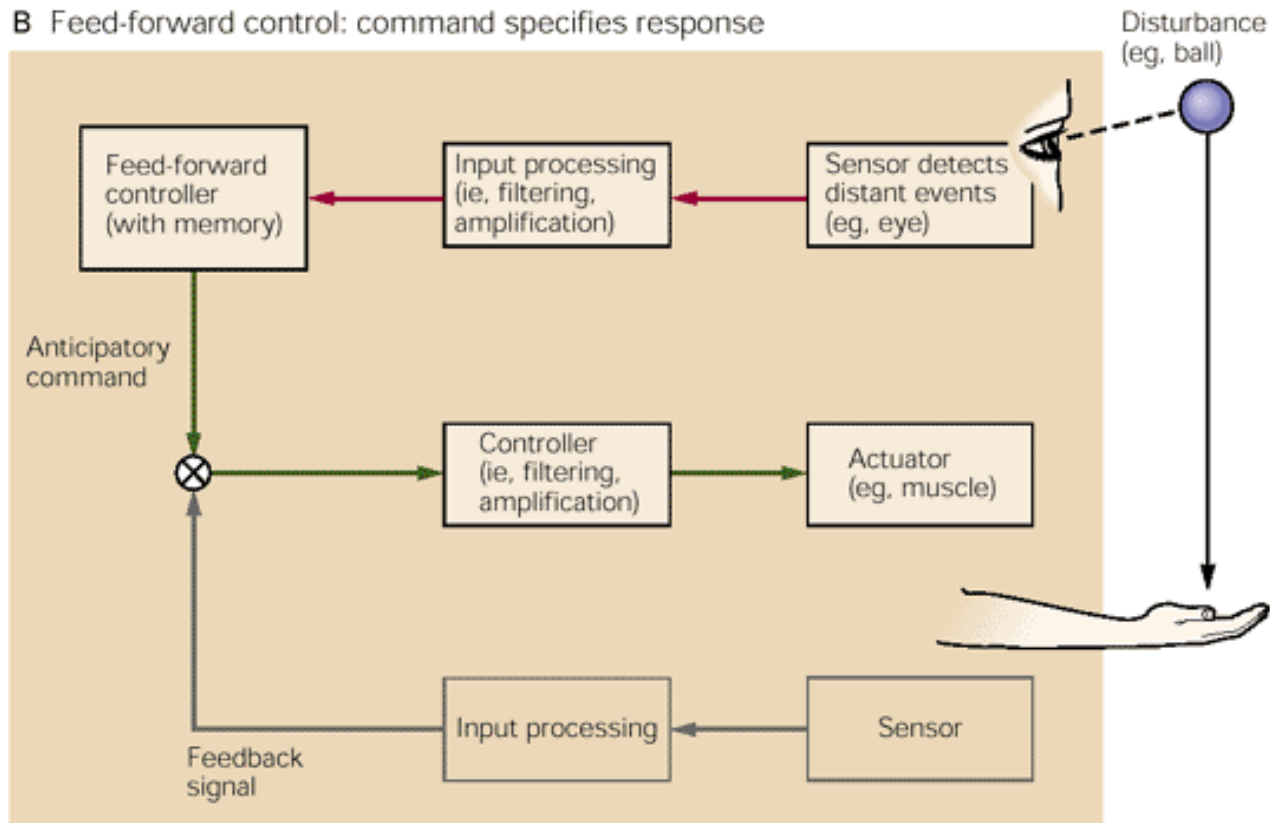 B Feed-forward control: command specifies response
Disturbance
(eg, ball)
Feed-forward
controller
(with memory)
Input processing
(ie, filtering,
amplification)
Sensor detects
distant events
(eg, eye)
Anticipatory
command
Controller
(ie, filtering,
amplification)
Actuator
(eg, muscle)
Feedback
signal
Input processing
Sensor